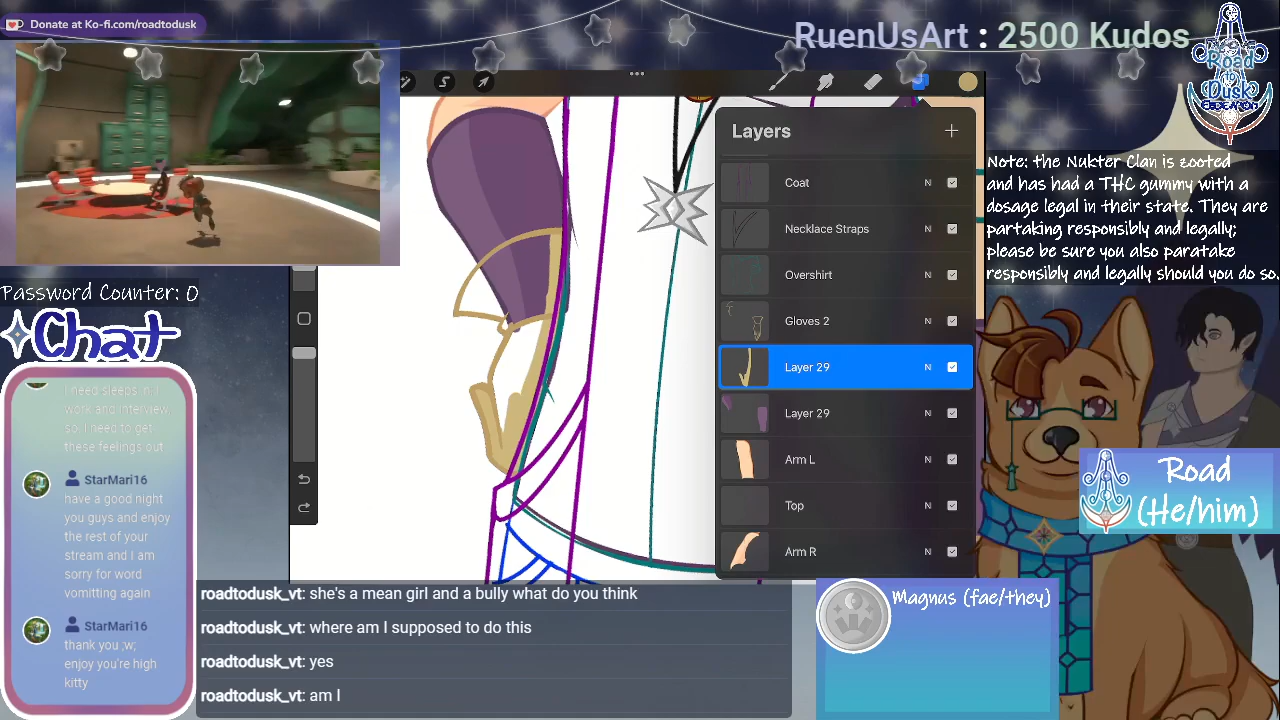 Donate at Ko-fi.com/roadtodusk
RuenUsArt : 2500 Kudos
Road
to
Dusk
Note: the Nukter Clan is zooted
and has had a THC gummy with a
dosage legal in their state. They are
partaking responsibly and legally;
please be sure you also paratake
responsibly and legally should you do so.
Layers
Coat
N
Necklace Straps
N
Overshirt
N
Gloves 2
N
Layer 29
N
Layer 29
N
Arm L
N
Top
N
Arm R
N
Password Counter: 0
Chat
work and interview
so. I need to get
these feelings out
StarMari16
have a good night
you guys and enjoy
the rest of your
stream and I am
sorry for word
vomitting again
StarMari16
thank you ;w;
enjoy you're high
kitty
roadtodusk_vt: she's a mean girl and a bully what do you think
roadtodusk_vt: where am I supposed to do this
roadtodusk_vt: yes
roadtodusk_vt: am I
Road
(He/him)
Magnus (fae/they)